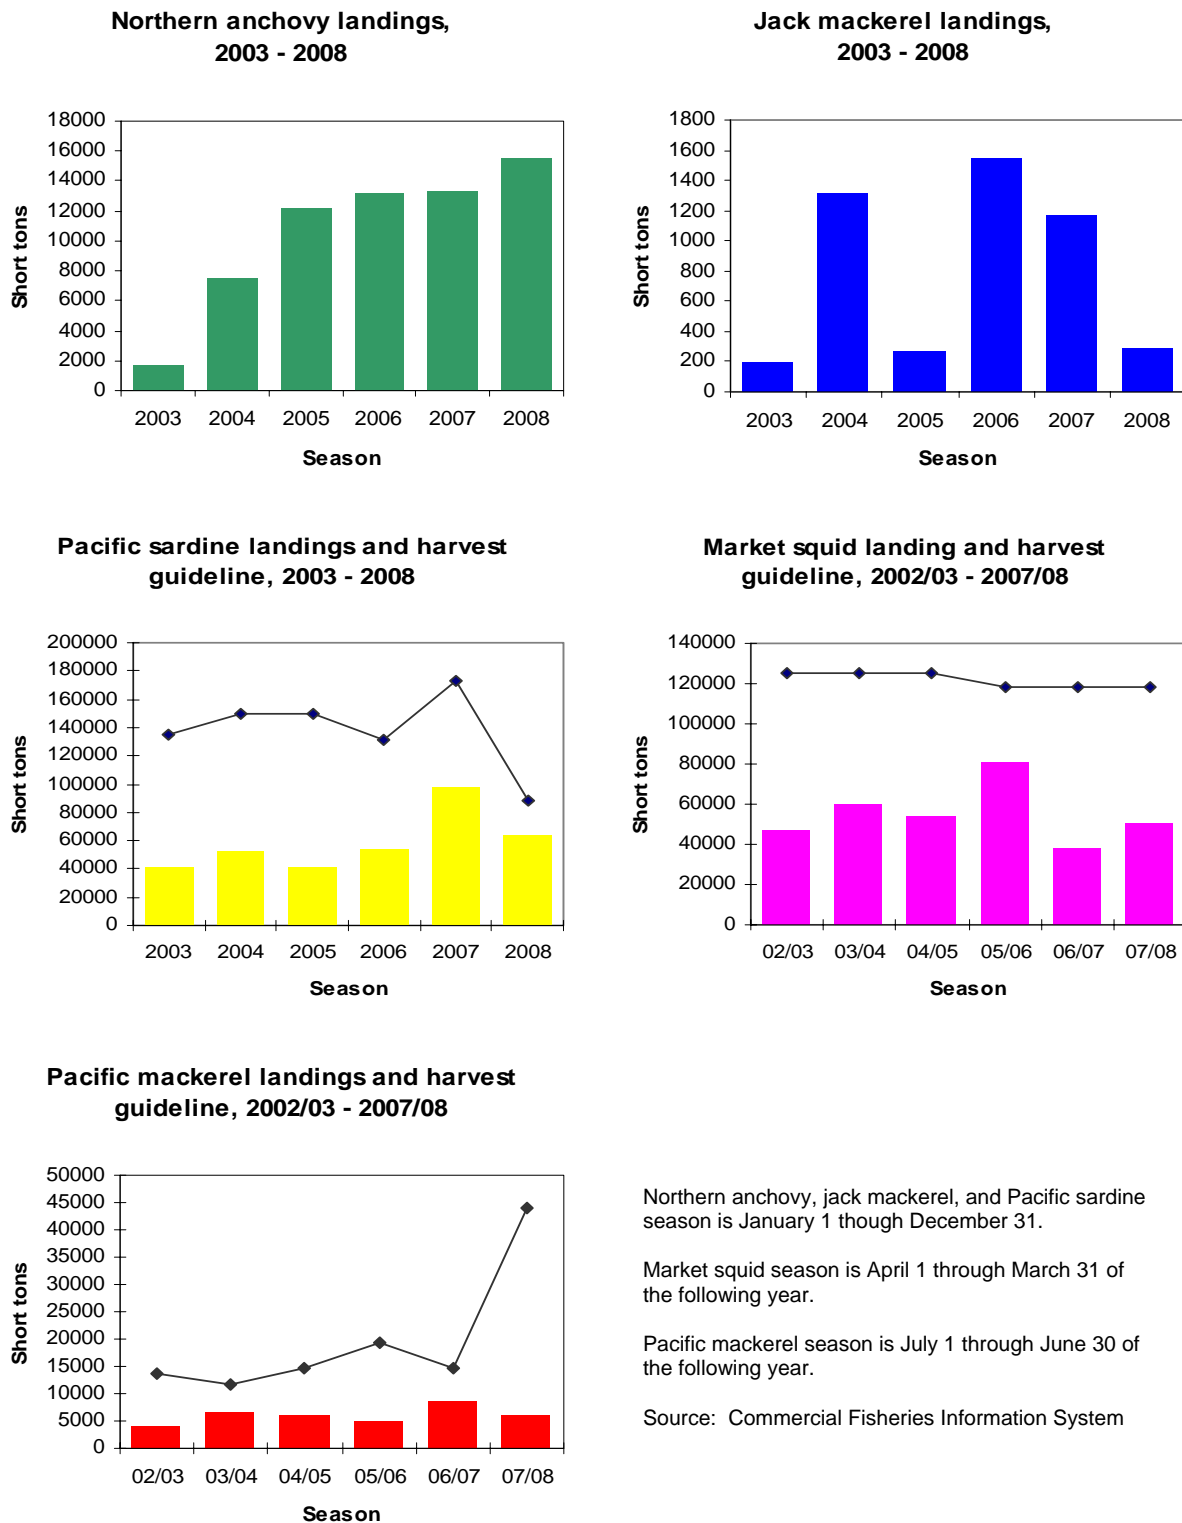 Northern anchovy landings,
2003 - 2008
18000
16000
14000
12000
10000
8000
6000
4000
2000
0
Short tons
2003 2004 2005 2006 2007 2008
Season
Jack mackerel landings,
2003 - 2008
1800
1600
1400
1200
1000
800
600
400
200
0
Short tons
2003 2004 2005 2006 2007 2008
Season
Pacific sardine landings and harvest
guideline, 2003 - 2008
200000
180000
160000
140000
120000
100000
80000
60000
40000
20000
0
Short tons
2003 2004 2005 2006 2007 2008
Season
Market squid landing and harvest
guideline, 2002/03 - 2007/08
140000
120000
100000
80000
60000
40000
20000
0
Short tons
02/03 03/04 04/05 05/06 06/07 07/08
Season
Pacific mackerel landings and harvest
guideline, 2002/03 - 2007/08
50000
45000
40000
35000
30000
25000
20000
15000
10000
5000
0
Short tons
02/03 03/04 04/05 05/06 06/07 07/08
Season
Northern anchovy, jack mackerel, and Pacific sardine
season is January 1 though December 31.
Market squid season is April 1 through March 31 of
the following year.
Pacific mackerel season is July 1 through June 30 of
the following year.
Source: Commercial Fisheries Information System